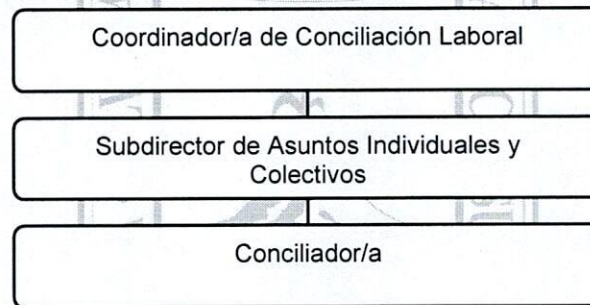 Coordinador/a de Conciliación Laboral
Subdirector de Asuntos Individuales y
Colectivos
Conciliador/a